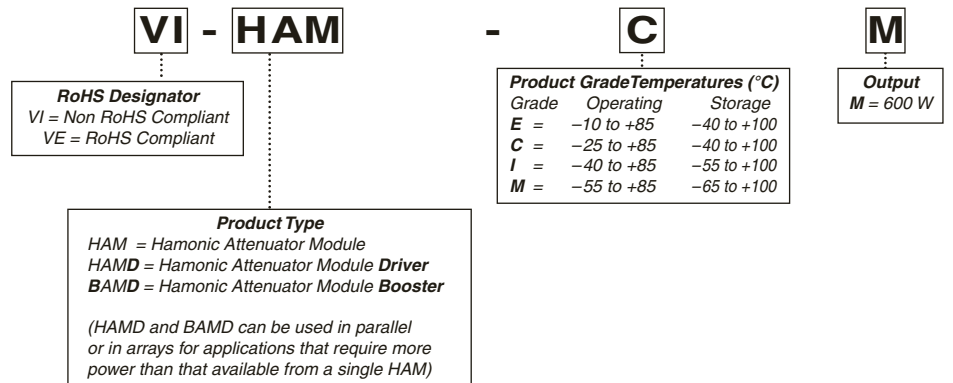 VI - HAM - C M
RoHS Designator
VI = Non RoHS Compliant
VE = RoHS Compliant
Product GradeTemperatures (°C)
Grade Operating Storage
E = –10 to +85 –40 to +100
C = –25 to +85 –40 to +100
I = –40 to +85 –55 to +100
M = –55 to +85 –65 to +100
Output
M = 600 W
Product Type
HAM = Hamonic Attenuator Module
HAMD = Hamonic Attenuator Module Driver
BAMD = Hamonic Attenuator Module Booster
(HAMD and BAMD can be used in parallel
or in arrays for applications that require more
power than that available from a single HAM)